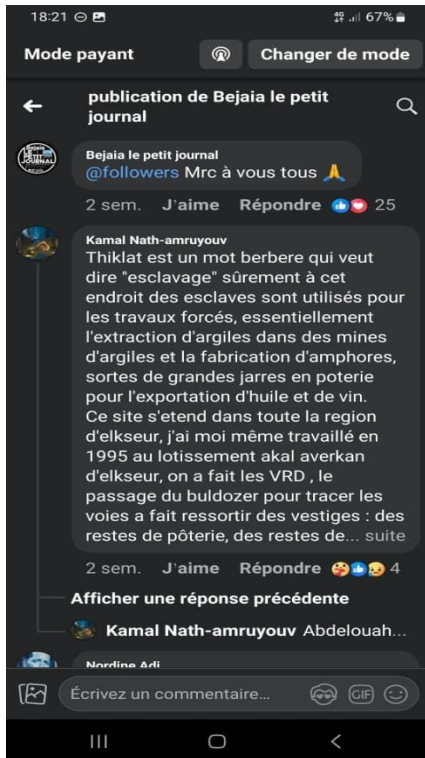 18:21
4G 67%
Mode payant
Changer de mode
publication de Bejaia le petit
journal
Bejaia le petit journal
@followers Mrc à vous tous 🙏
2 sem. J'aime Répondre 25
Kamal Nath-amruyouv
Thiklat est un mot berbere qui veut
dire "esclavage" sûrement à cet
endroit des esclaves sont utilisés pour
les travaux forcés, essentiellement
l'extraction d'argiles dans des mines
d'argiles et la fabrication d'amphores,
sortes de grandes jarres en poterie
pour l'exportation d'huile et de vin.
Ce site s'etend dans toute la region
d'elkseur, j'ai moi même travaillé en
1995 au lotissement akal averkan
d'elkseur, on a fait les VRD , le
passage du buldozer pour tracer les
voies a fait ressortir des vestiges : des
restes de pôterie, des restes de... suite
2 sem. J'aime Répondre 4
Afficher une réponse précédente
Kamal Nath-amruyouv Abdelouah...
Nordine Adi
Écrivez un commentaire...
GIF